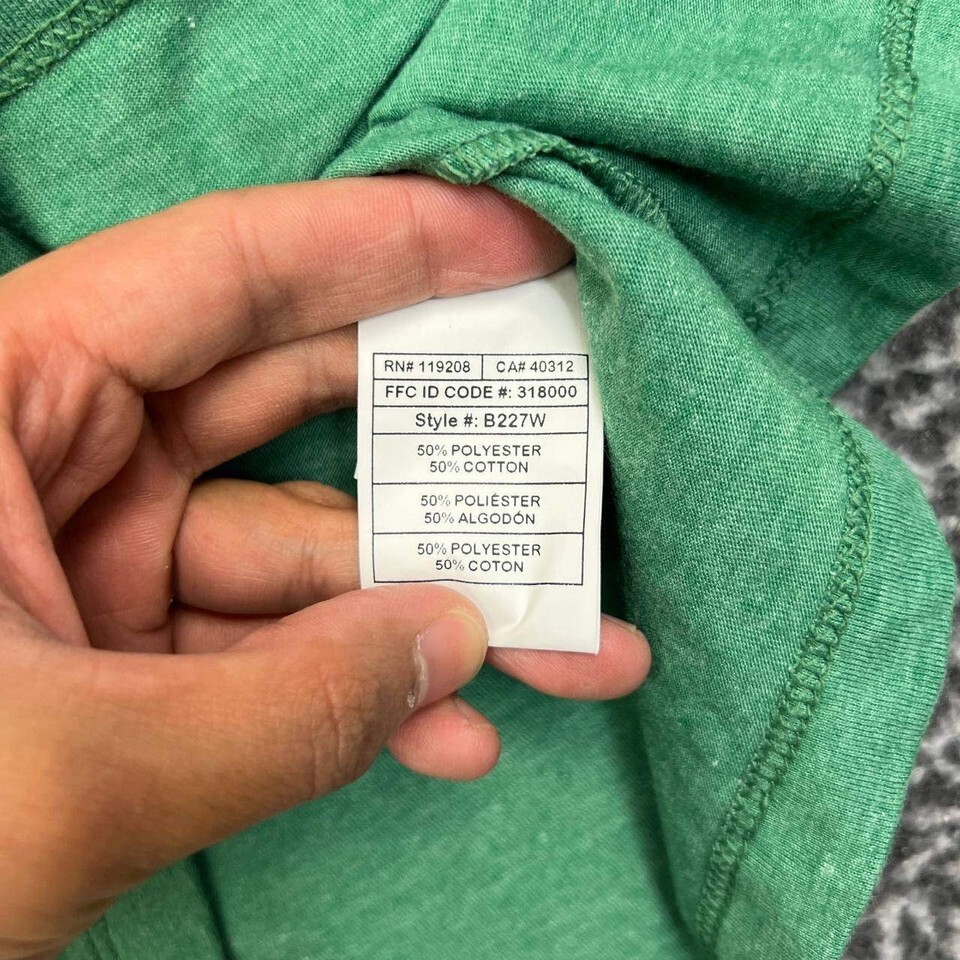 RN# 119208 CA# 40312
FFC ID CODE #: 318000
Style #: B227W
50% POLYESTER
50% COTTON
50% POLIÉSTER
50% ALGODÓN
50% POLYESTER
50% COTON